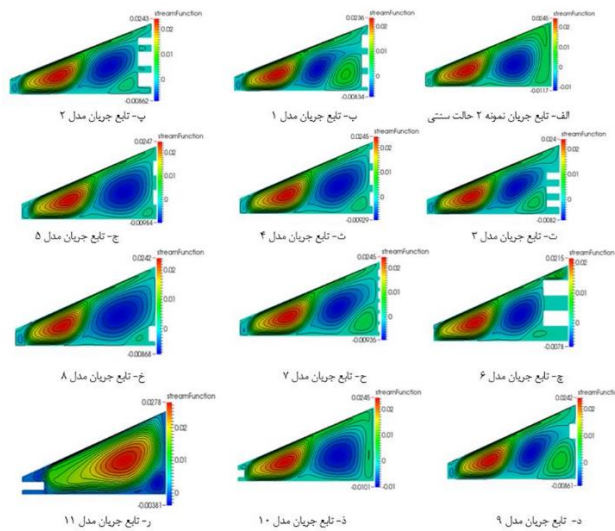 streamFunction
0.0245
0.02
0.01
0
-0.01
-0.0117
الف- تابع جریان نمونه ۲ حالت سنتی
streamFunction
0.0236
0.02
0.01
0
-0.00834
ب- تابع جریان مدل ۱
streamFunction
0.0243
0.02
0.01
0
-0.00862
پ- تابع جریان مدل ۲
streamFunction
0.024
0.02
0.01
0
-0.0082
ت- تابع جریان مدل ۳
streamFunction
0.0245
0.02
0.01
0
-0.00929
ث- تابع جریان مدل ۴
streamFunction
0.0247
0.02
0.01
0
-0.00964
ج- تابع جریان مدل ۵
streamFunction
0.0215
0.02
0.01
0
-0.0078
چ- تابع جریان مدل ۶
streamFunction
0.0245
0.02
0.01
0
-0.00936
ح- تابع جریان مدل ۷
streamFunction
0.0242
0.02
0.01
0
-0.00868
خ- تابع جریان مدل ۸
streamFunction
0.0242
0.02
0.01
0
-0.00861
د- تابع جریان مدل ۹
streamFunction
0.0245
0.02
0.01
0
-0.01
-0.0101
ذ- تابع جریان مدل ۱۰
streamFunction
0.0278
0.02
0.01
0
-0.00381
ر- تابع جریان مدل ۱۱